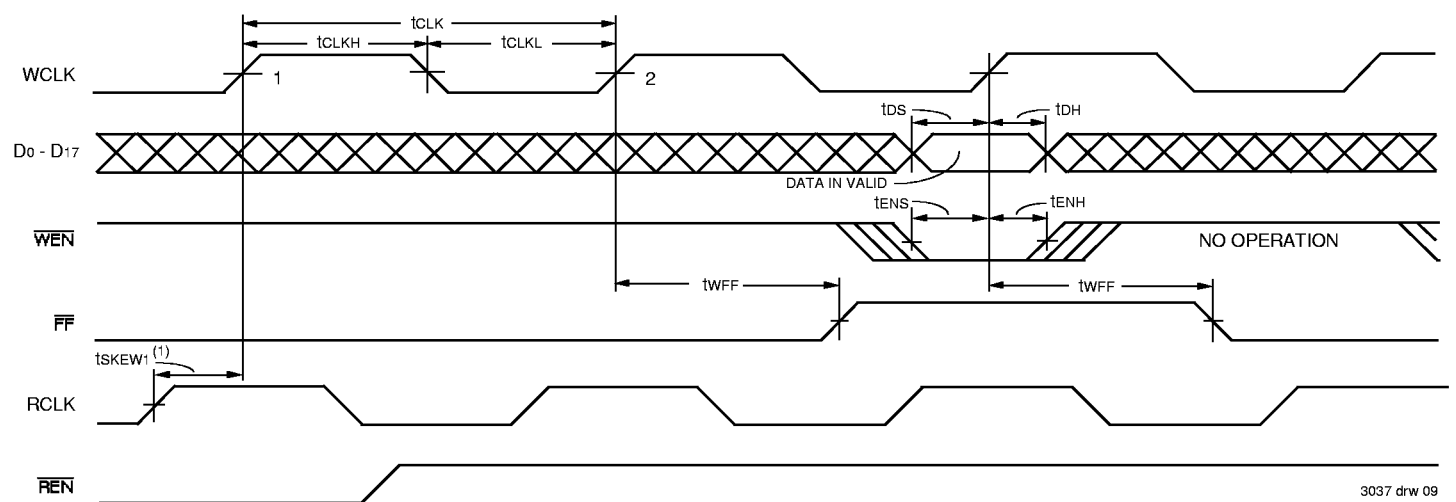 tCLK
tCLKH tCLKL
WCLK 1 2
tDS tDH
D0 - D17
DATA IN VALID
tENS tENH
WEN NO OPERATION
tWFF tWFF
FF
tSKEW1 (1)
RCLK
REN
3037 drw 09